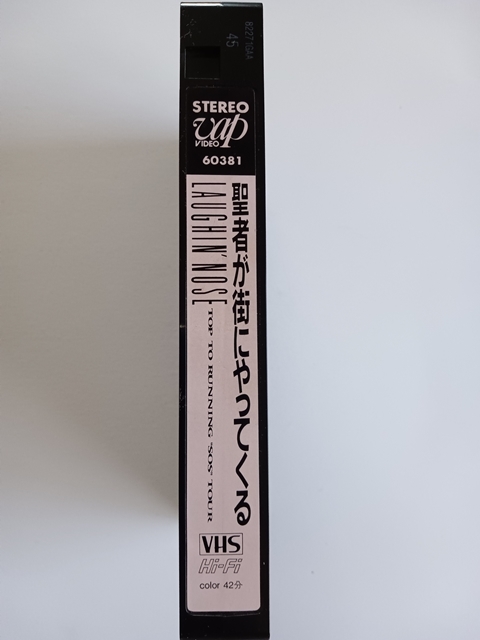 45
STEREO
vap
VIDEO
60381
聖者が街にやってくる
LAUGHIN' NOSE
TOP TO RUNNING "SOS" TOUR
VHS
Hi-Fi
color 42分